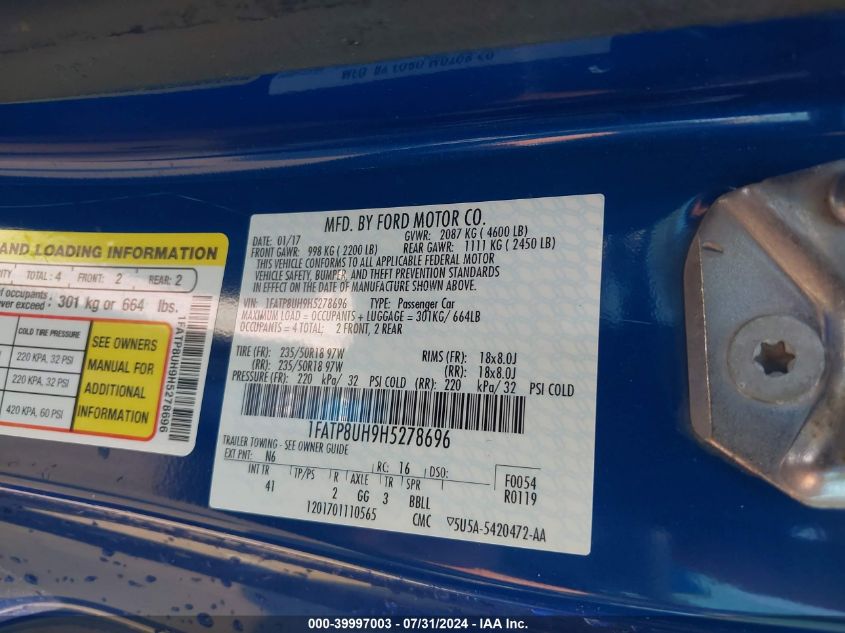 AND LOADING INFORMATION
TOTAL: 4 FRONT: 2 REAR: 2
of occupants
exceed: 301 kg or 664 lbs.
COLD TIRE PRESSURE
220 KPA, 32 PSI
220 KPA, 32 PSI
420 KPA, 60 PSI
SEE OWNERS
MANUAL FOR
ADDITIONAL
INFORMATION
1FATP8UH9H5278696
MFD. BY FORD MOTOR CO.
DATE: 01/17 GVWR: 2087 KG ( 4600 LB)
FRONT GAWR: 998 KG ( 2200 LB) REAR GAWR: 1111 KG ( 2450 LB)
THIS VEHICLE CONFORMS TO ALL APPLICABLE FEDERAL MOTOR
VEHICLE SAFETY, BUMPER, AND THEFT PREVENTION STANDARDS
IN EFFECT ON THE DATE OF MANUFACTURE SHOWN ABOVE.
VIN: 1FATP8UH9H5278696 TYPE: Passenger Car
MAXIMUM LOAD = OCCUPANTS + LUGGAGE = 301KG/ 664LB
OCCUPANTS = 4 TOTAL: 2 FRONT, 2 REAR
TIRE (FR): 235/50R18 97W RIMS (FR): 18x8.0J
(RR): 235/50R18 97W (RR): 18x8.0J
PRESSURE (FR): 220 kPa/ 32 PSI COLD (RR): 220 kPa/ 32 PSI COLD
1FATP8UH9H5278696
TRAILER TOWING - SEE OWNER GUIDE
EXT PNT: N6 RC: 16 DSO: F0054
INT TR TP/PS R AXLE TR SPR R0119
41 2 GG 3 BBLL
1201701110565 CMC 5U5A-5420472-AA
000-39997003 / 07/31/2024 - IAA Inc.